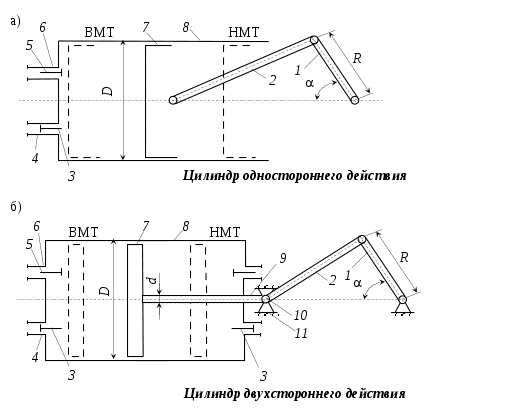 а)
6 ВМТ 7 8 НМТ
5
1 R
D 2 α
4 3
Цилиндр одностороннего действия
б)
6 ВМТ 7 8 НМТ
5 9 R
D d 2 1 α
10
4 11
3 3
Цилиндр двухстороннего действия